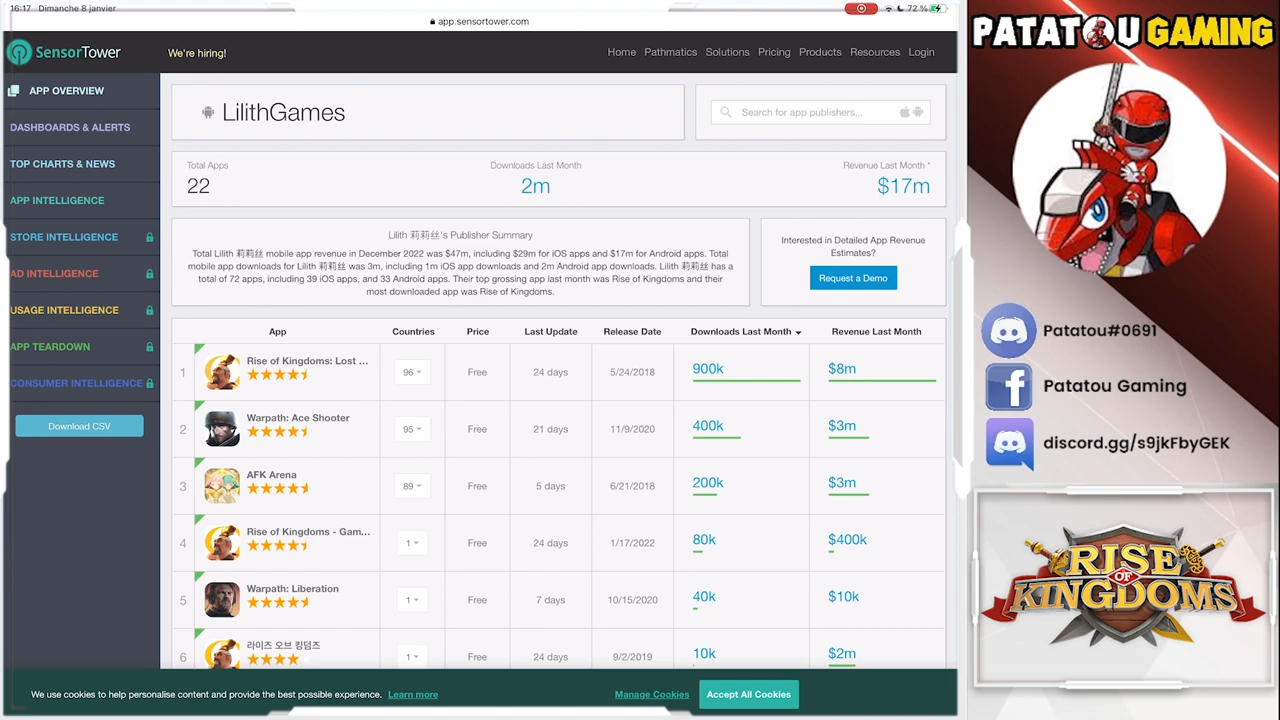 16:17 Dimanche 8 janvier
72 %
app.sensortower.com
SensorTower
We're hiring!
Home Pathmatics Solutions Pricing Products Resources Login
APP OVERVIEW
DASHBOARDS & ALERTS
TOP CHARTS & NEWS
APP INTELLIGENCE
STORE INTELLIGENCE
AD INTELLIGENCE
USAGE INTELLIGENCE
APP TEARDOWN
CONSUMER INTELLIGENCE
Download CSV
LilithGames
Search for app publishers...
Total Apps
22
Downloads Last Month
2m
Revenue Last Month *
$17m
Lilith 莉莉丝's Publisher Summary
Total Lilith 莉莉丝 mobile app revenue in December 2022 was $47m, including $29m for iOS apps and $17m for Android apps. Total
mobile app downloads for Lilith 莉莉丝 was 3m, including 1m iOS app downloads and 2m Android app downloads. Lilith 莉莉丝 has a
total of 72 apps, including 39 iOS apps, and 33 Android apps. Their top grossing app last month was Rise of Kingdoms and their
most downloaded app was Rise of Kingdoms.
Interested in Detailed App Revenue
Estimates?
Request a Demo
App Countries Price Last Update Release Date Downloads Last Month Revenue Last Month
1 Rise of Kingdoms: Lost ... 96 Free 24 days 5/24/2018 900k $8m
2 Warpath: Ace Shooter 95 Free 21 days 11/9/2020 400k $3m
3 AFK Arena 89 Free 5 days 6/21/2018 200k $3m
4 Rise of Kingdoms - Gam... 1 Free 24 days 1/17/2022 80k $400k
5 Warpath: Liberation 1 Free 7 days 10/15/2020 40k $10k
6 라이즈 오브 킹덤즈 1 Free 24 days 9/2/2019 10k $2m
We use cookies to help personalise content and provide the best possible experience. Learn more
Manage Cookies
Accept All Cookies
PATATOU GAMING
Patatou#0691
Patatou Gaming
discord.gg/s9jkFbyGEK
RISE
OF
KINGDOMS